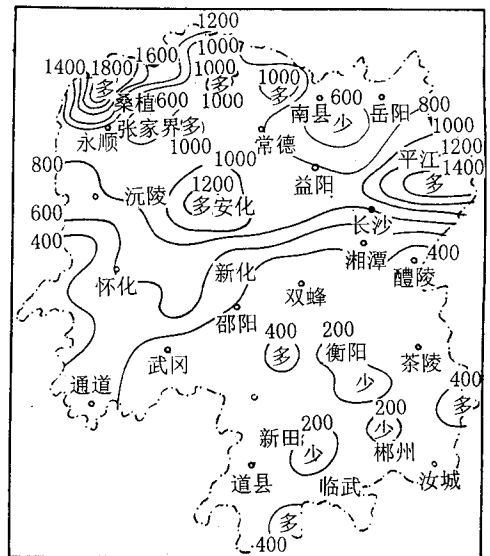 1200
1400 1800 1600 1000
多 1000 多 1000
1000 多
桑植 600
南县 600 少 岳阳 800
张家界 多 1000
永顺
常德
1000
1200
平江 1400 多
800
1000
益阳
沅陵 1200 多 安化
600
长沙
400
湘潭 400
新化
醴陵
怀化
双蜂
邵阳
400 多
200
衡阳 少
茶陵
武冈
通道
400 多
200 少
200 少
新田
郴州
道县 临武 汝城
多
400